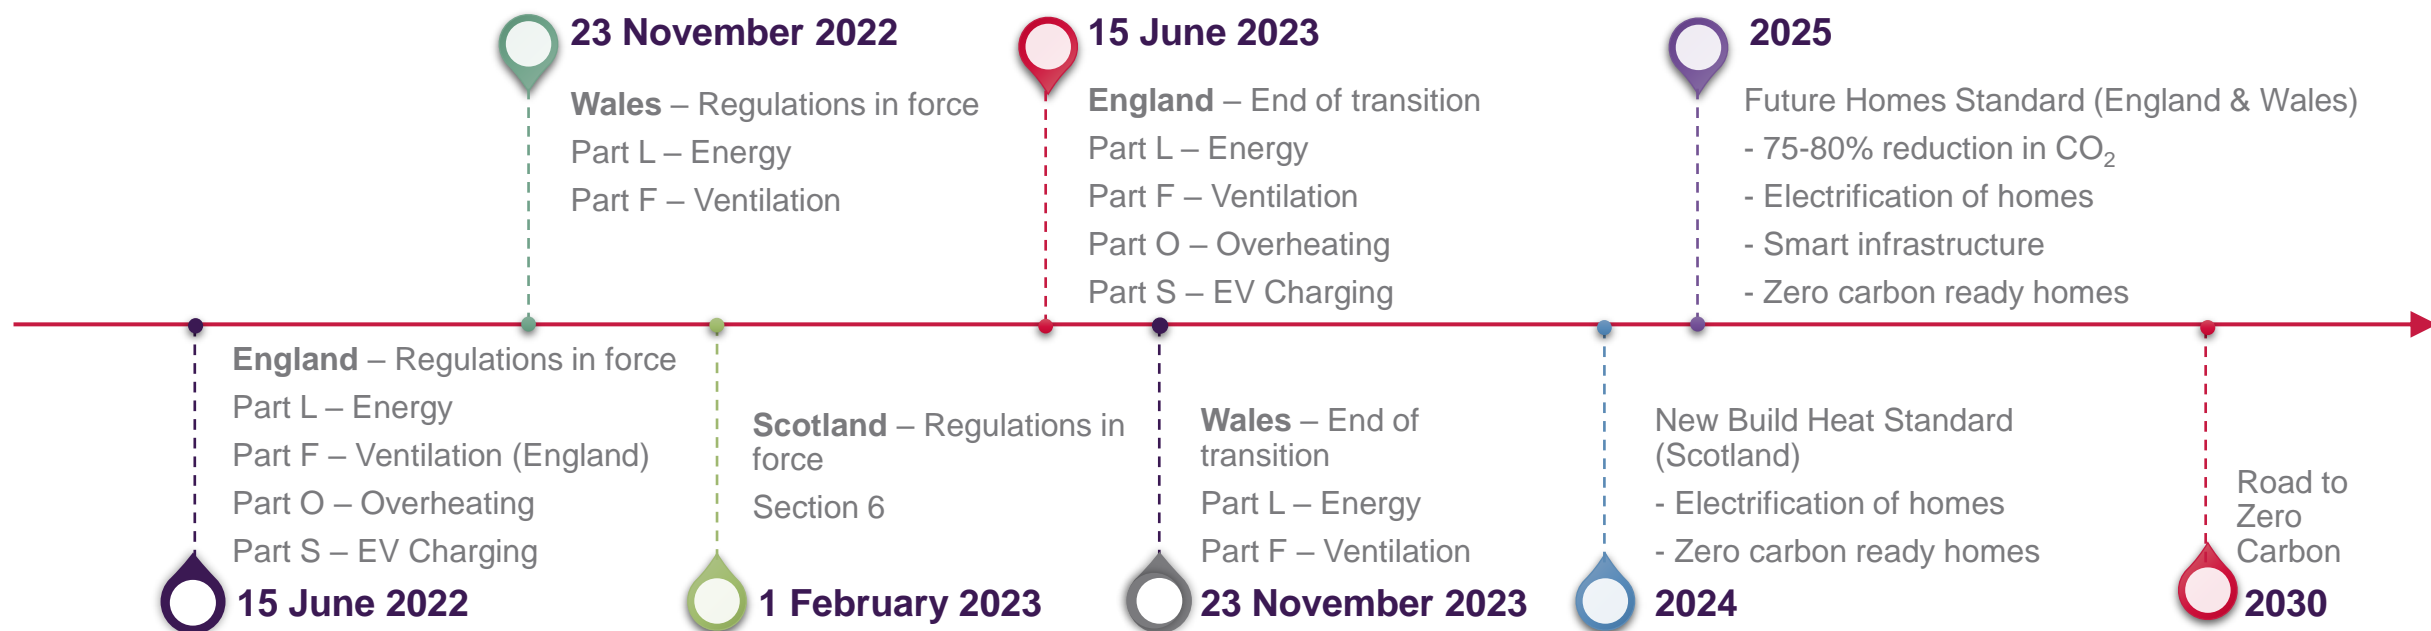 23 November 2022
Wales – Regulations in force
Part L – Energy
Part F – Ventilation
15 June 2023
England – End of transition
Part L – Energy
Part F – Ventilation
Part O – Overheating
Part S – EV Charging
2025
Future Homes Standard (England & Wales)
- 75-80% reduction in CO₂
- Electrification of homes
- Smart infrastructure
- Zero carbon ready homes
England – Regulations in force
Part L – Energy
Part F – Ventilation (England)
Part O – Overheating
Part S – EV Charging
15 June 2022
Scotland – Regulations in
force
Section 6
1 February 2023
Wales – End of
transition
Part L – Energy
Part F – Ventilation
23 November 2023
New Build Heat Standard
(Scotland)
- Electrification of homes
- Zero carbon ready homes
2024
Road to
Zero
Carbon
2030